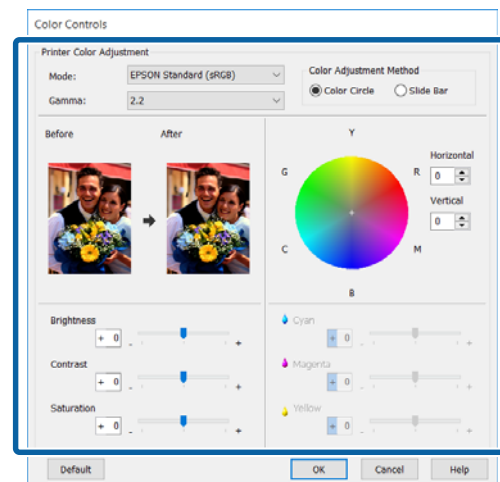 Color Controls
Printer Color Adjustment
Mode: EPSON Standard (sRGB)
Color Adjustment Method
Color Circle Slide Bar
Gamma: 2.2
Before After
Y
G R
Horizontal
0
Vertical
0
C M
B
Brightness
+ 0 - +
Contrast
+ 0 - +
Saturation
+ 0 - +
Cyan
+ 0 - +
Magenta
+ 0 - +
Yellow
+ 0 - +
Default OK Cancel Help